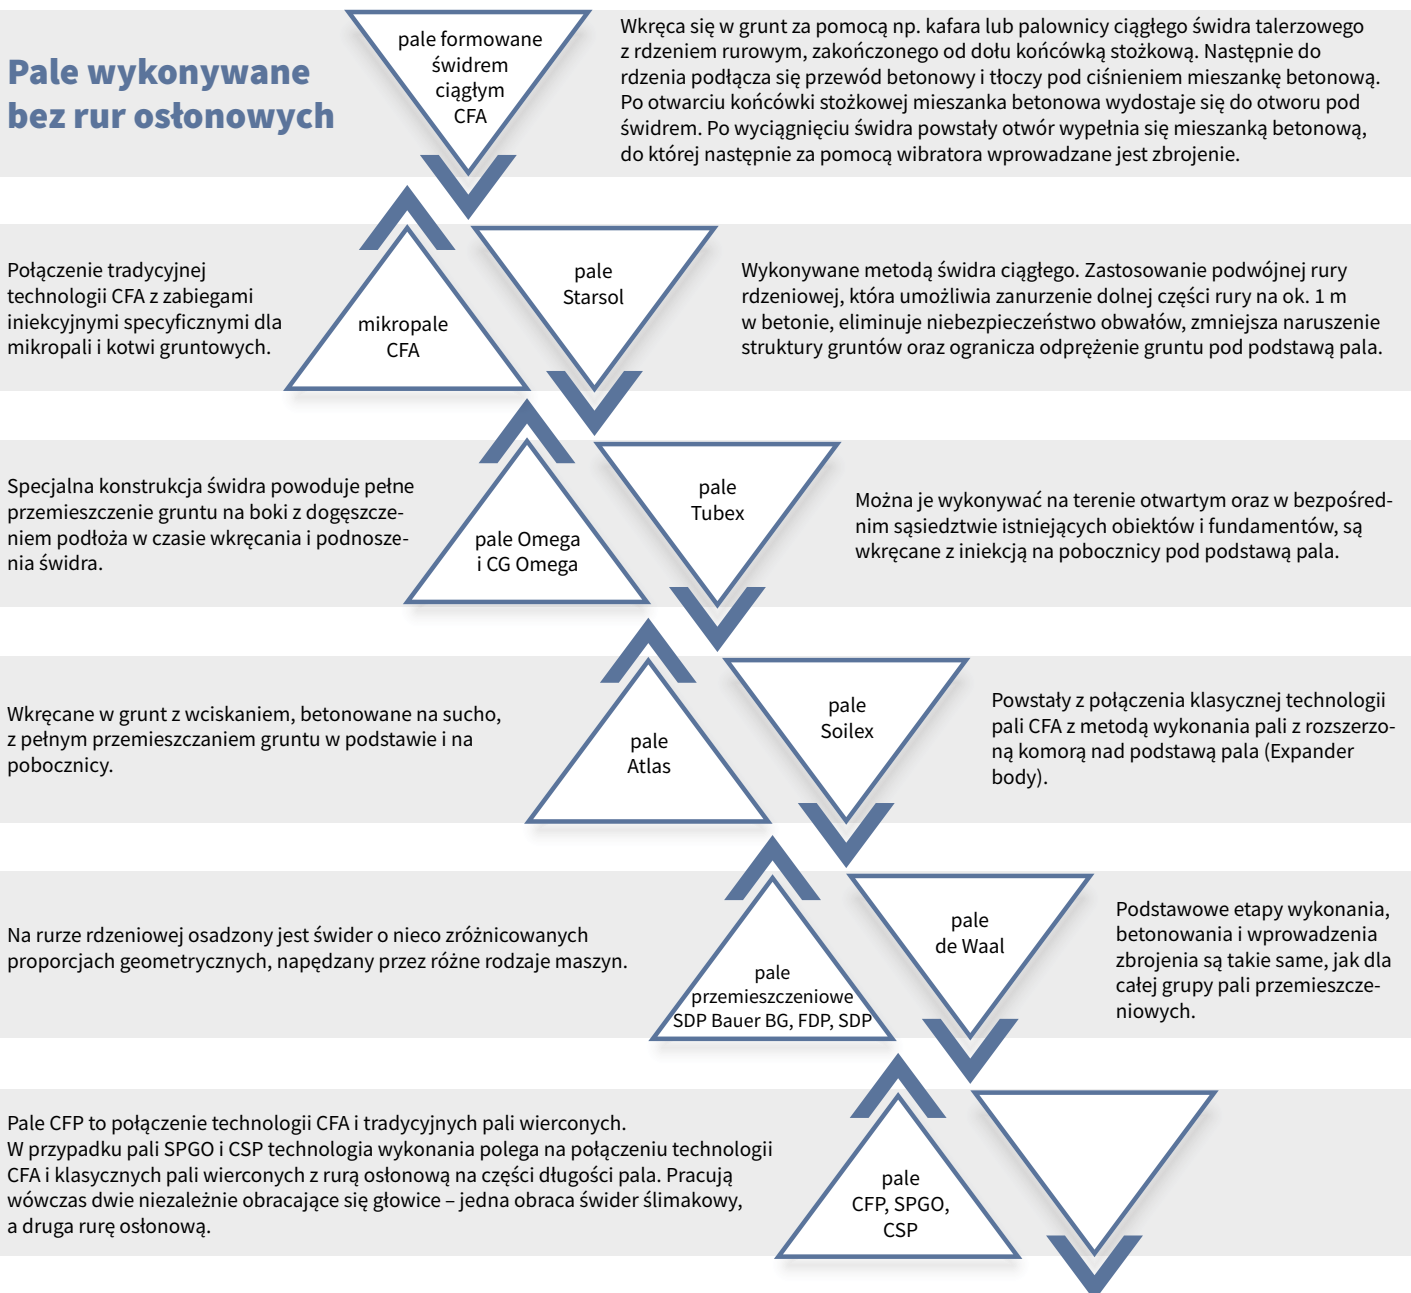 Pale wykonywane
bez rur osłonowych
pale formowane
świdrem
ciągłym
CFA
Wkręca się w grunt za pomocą np. kafara lub palownicy ciągłego świdra talerzowego
z rdzeniem rurowym, zakończonego od dołu końcówką stożkową. Następnie do
rdzenia podłącza się przewód betonowy i tłoczy pod ciśnieniem mieszankę betonową.
Po otwarciu końcówki stożkowej mieszanka betonowa wydostaje się do otworu pod
świdrem. Po wyciągnięciu świdra powstały otwór wypełnia się mieszanką betonową,
do której następnie za pomocą wibratora wprowadzane jest zbrojenie.
Połączenie tradycyjnej
technologii CFA z zabiegami
iniekcyjnymi specyficznymi dla
mikropali i kotwi gruntowych.
mikropale
CFA
pale
Starsol
Wykonywane metodą świdra ciągłego. Zastosowanie podwójnej rury
rdzeniowej, która umożliwia zanurzenie dolnej części rury na ok. 1 m
w betonie, eliminuje niebezpieczeństwo obwałów, zmniejsza naruszenie
struktury gruntów oraz ogranicza odprężenie gruntu pod podstawą pala.
Specjalna konstrukcja świdra powoduje pełne
przemieszczenie gruntu na boki z dogęszcze-
niem podłoża w czasie wkręcania i podnosze-
nia świdra.
pale Omega
i CG Omega
pale
Tubex
Można je wykonywać na terenie otwartym oraz w bezpośred-
nim sąsiedztwie istniejących obiektów i fundamentów, są
wkręcane z iniekcją na pobocznicy pod podstawą pala.
Wkręcane w grunt z wciskaniem, betonowane na sucho,
z pełnym przemieszczaniem gruntu w podstawie i na
pobocznicy.
pale
Atlas
pale
Soilex
Powstały z połączenia klasycznej technologii
pali CFA z metodą wykonania pali z rozszerzo-
ną komorą nad podstawą pala (Expander
body).
Na rurze rdzeniowej osadzony jest świder o nieco zróżnicowanych
proporcjach geometrycznych, napędzany przez różne rodzaje maszyn.
pale
przemieszczeniowe
SDP Bauer BG, FDP, SDP
pale
de Waal
Podstawowe etapy wykonania,
betonowania i wprowadzenia
zbrojenia są takie same, jak dla
całej grupy pali przemieszcze-
niowych.
Pale CFP to połączenie technologii CFA i tradycyjnych pali wierconych.
W przypadku pali SPGO i CSP technologia wykonania polega na połączeniu technologii
CFA i klasycznych pali wierconych z rurą osłonową na części długości pala. Pracują
wówczas dwie niezależnie obracające się głowice – jedna obraca świder ślimakowy,
a druga rurę osłonową.
pale
CFP, SPGO,
CSP